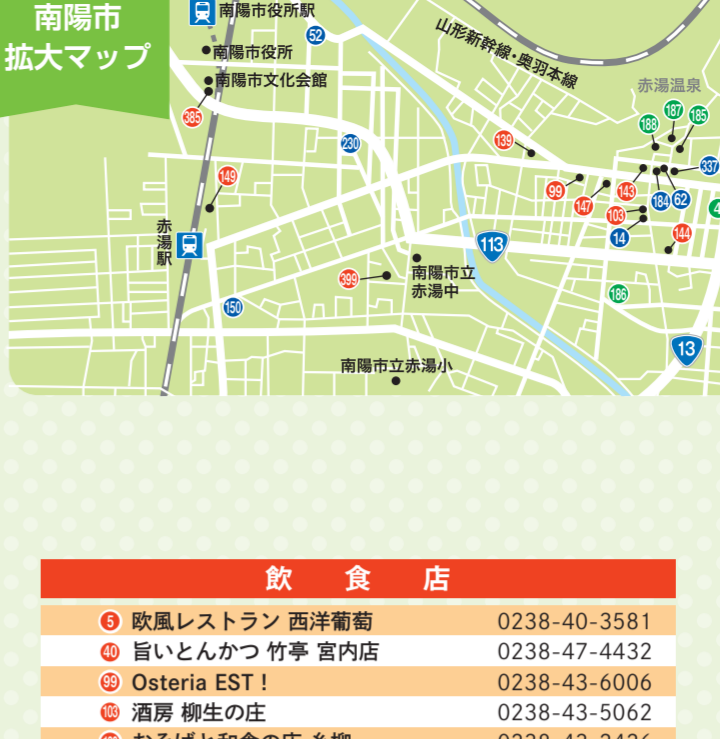 南陽市
拡大マップ
南陽市役所駅
52
南陽市役所
南陽市文化会館
山形新幹線・奥羽本線
385
230
149
赤湯駅
150
399
南陽市立
赤湯中
南陽市立赤湯小
113
13
赤湯温泉
139
99
147
143
103
14
184
62
144
188
187
185
337
186
4
飲食店
5 欧風レストラン 西洋葡萄 0238-40-3581
40 旨いとんかつ 竹亭 宮内店 0238-47-4432
99 Osteria EST ! 0238-43-6006
103 酒房 柳生の庄 0238-43-5062